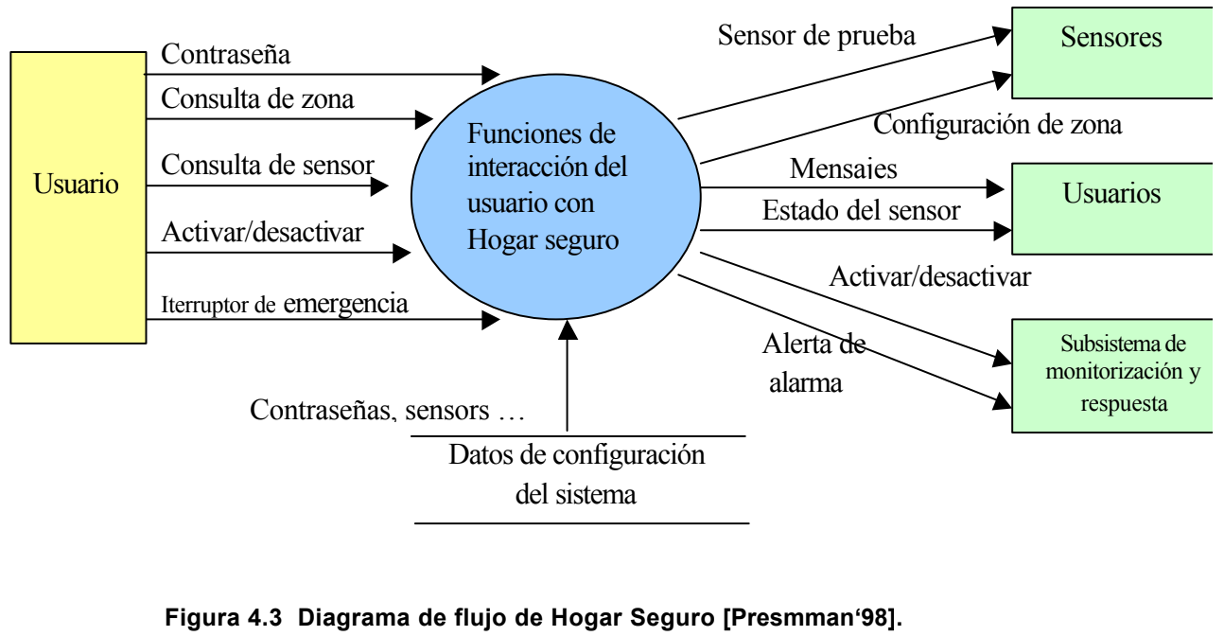 Usuario
Contraseña
Consulta de zona
Consulta de sensor
Activar/desactivar
Iterruptor de emergencia
Funciones de
interacción del
usuario con
Hogar seguro
Sensor de prueba
Configuración de zona
Mensajes
Estado del sensor
Activar/desactivar
Alerta de
alarma
Sensores
Usuarios
Subsistema de
monitorización y
respuesta
Contraseñas, sensors …
Datos de configuración
del sistema
Figura 4.3 Diagrama de flujo de Hogar Seguro [Presmman‘98].